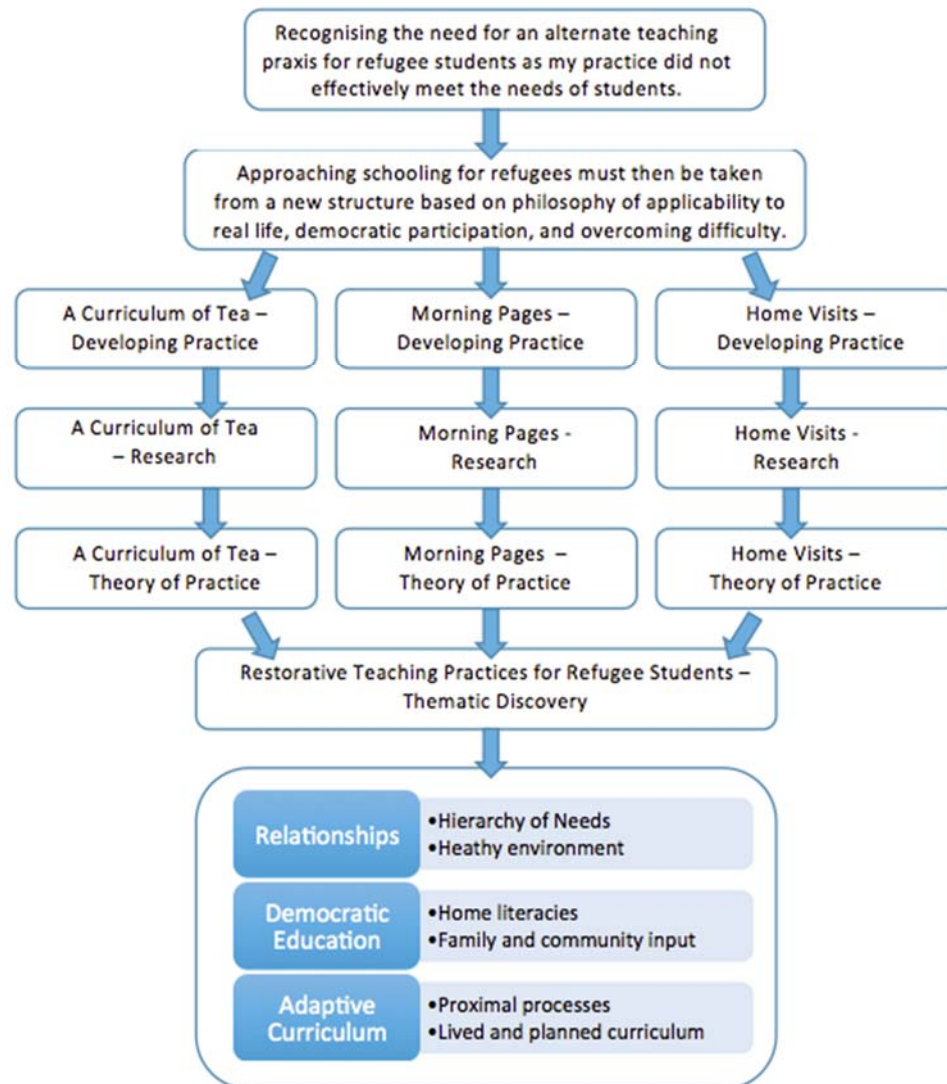 Recognising the need for an alternate teaching
praxis for refugee students as my practice did not
effectively meet the needs of students.
Approaching schooling for refugees must then be taken
from a new structure based on philosophy of applicability to
real life, democratic participation, and overcoming difficulty.
A Curriculum of Tea –
Developing Practice
Morning Pages –
Developing Practice
Home Visits –
Developing Practice
A Curriculum of Tea
– Research
Morning Pages -
Research
Home Visits -
Research
A Curriculum of Tea –
Theory of Practice
Morning Pages –
Theory of Practice
Home Visits –
Theory of Practice
Restorative Teaching Practices for Refugee Students –
Thematic Discovery
Relationships
•Hierarchy of Needs
•Heathy environment
Democratic
Education
•Home literacies
•Family and community input
Adaptive
Curriculum
•Proximal processes
•Lived and planned curriculum